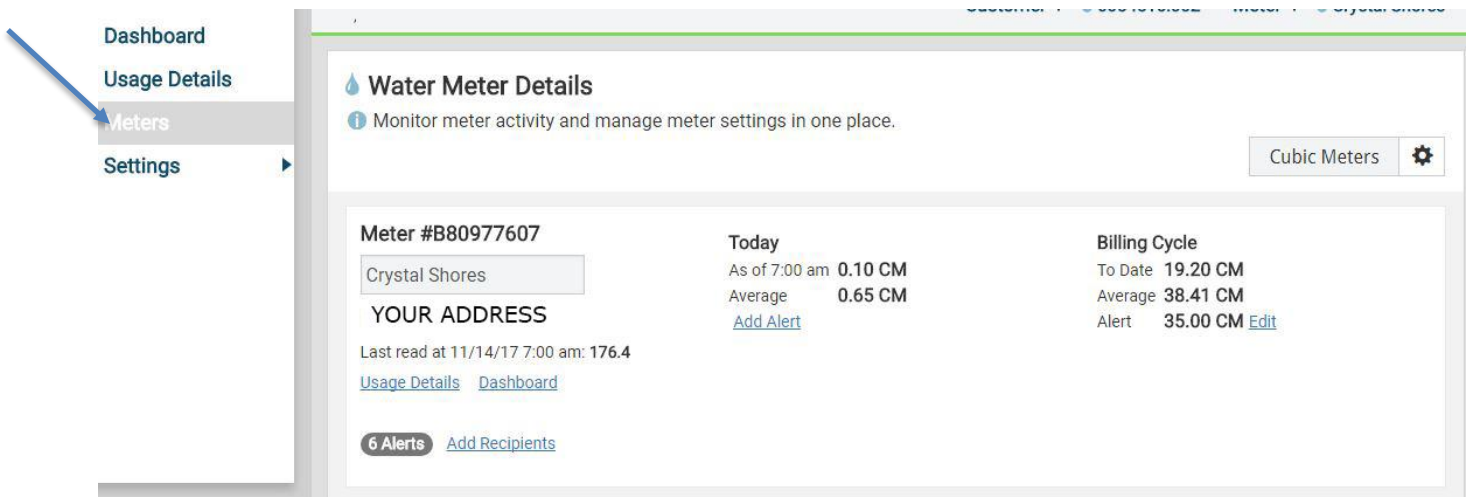 Dashboard
Usage Details
Meters
Settings
Water Meter Details
Monitor meter activity and manage meter settings in one place.
Cubic Meters
Meter #B80977607
Crystal Shores
YOUR ADDRESS
Last read at 11/14/17 7:00 am: 176.4
Usage Details Dashboard
6 Alerts Add Recipients
Today
As of 7:00 am 0.10 CM
Average 0.65 CM
Add Alert
Billing Cycle
To Date 19.20 CM
Average 38.41 CM
Alert 35.00 CM Edit